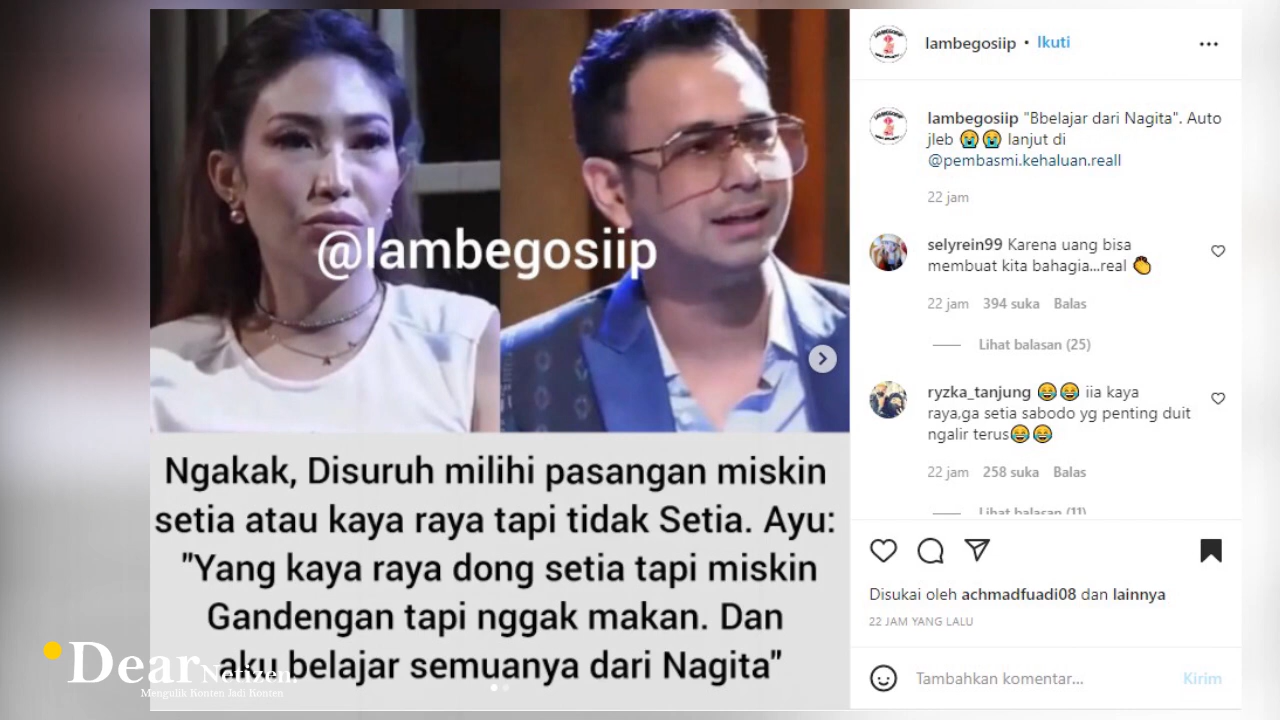 @lambegosiip
Ngakak, Disuruh milihi pasangan miskin
setia atau kaya raya tapi tidak Setia. Ayu:
"Yang kaya raya dong setia tapi miskin
Gandengan tapi nggak makan. Dan
aku belajar semuanya dari Nagita"
Dear Netizen.
Mengulik Konten Jadi Konten
lambegosiip • Ikuti
lambegosiip "Bbelajar dari Nagita". Auto
jleb 😭😭 lanjut di
@pembasmi.kehaluan.reall
22 jam
selyrein99 Karena uang bisa
membuat kita bahagia...real 👏
22 jam 394 suka Balas
Lihat balasan (25)
ryzka_tanjung 😂😂 iia kaya
raya,ga setia sabodo yg penting duit
ngalir terus😂😂
22 jam 258 suka Balas
Lihat balasan (11)
Disukai oleh achmadfuadi08 dan lainnya
22 JAM YANG LALU
Tambahkan komentar... Kirim